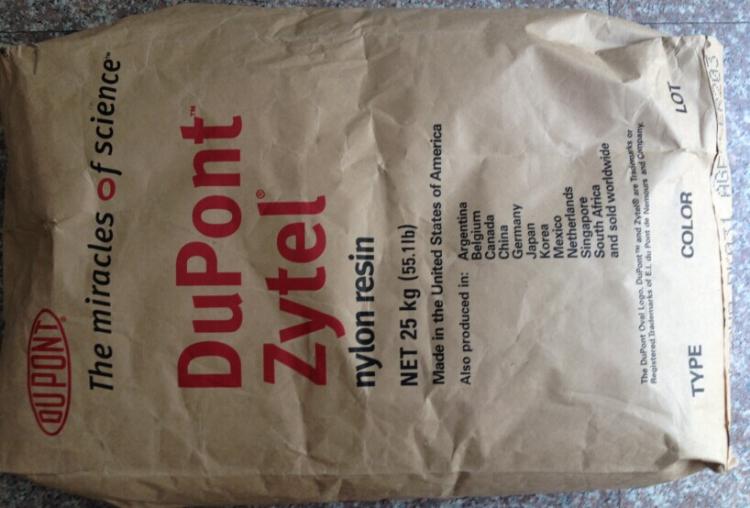 DUPONT
The miracles of science™
DuPont™
Zytel®
nylon resin
NET 25 kg (55.1lb)
Made in the United States of America
Also produced in: Argentina
Belgium
Canada
China
Germany
Japan
Korea
Mexico
Netherlands
Singapore
South Africa
and sold worldwide
The DuPont Oval Logo, DuPont™ and Zytel® are Trademarks or
Registered Trademarks of E.I. du Pont de Nemours and Company.
TYPE COLOR LOT